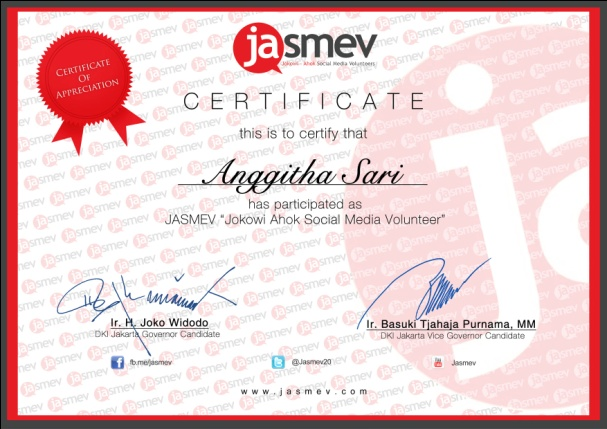 jasmev
Jokowi - Ahok Social Media Volunteers
CERTIFICATE
OF
APPRECIATION
CERTIFICATE
this is to certify that
Anggitha Sari
has participated as
JASMEV "Jokowi Ahok Social Media Volunteer"
Ir. H. Joko Widodo
DKI Jakarta Governor Candidate
Ir. Basuki Tjahaja Purnama, MM
DKI Jakarta Vice Governor Candidate
fb.me/jasmev
@Jasmev20
Jasmev
www.jasmev.com